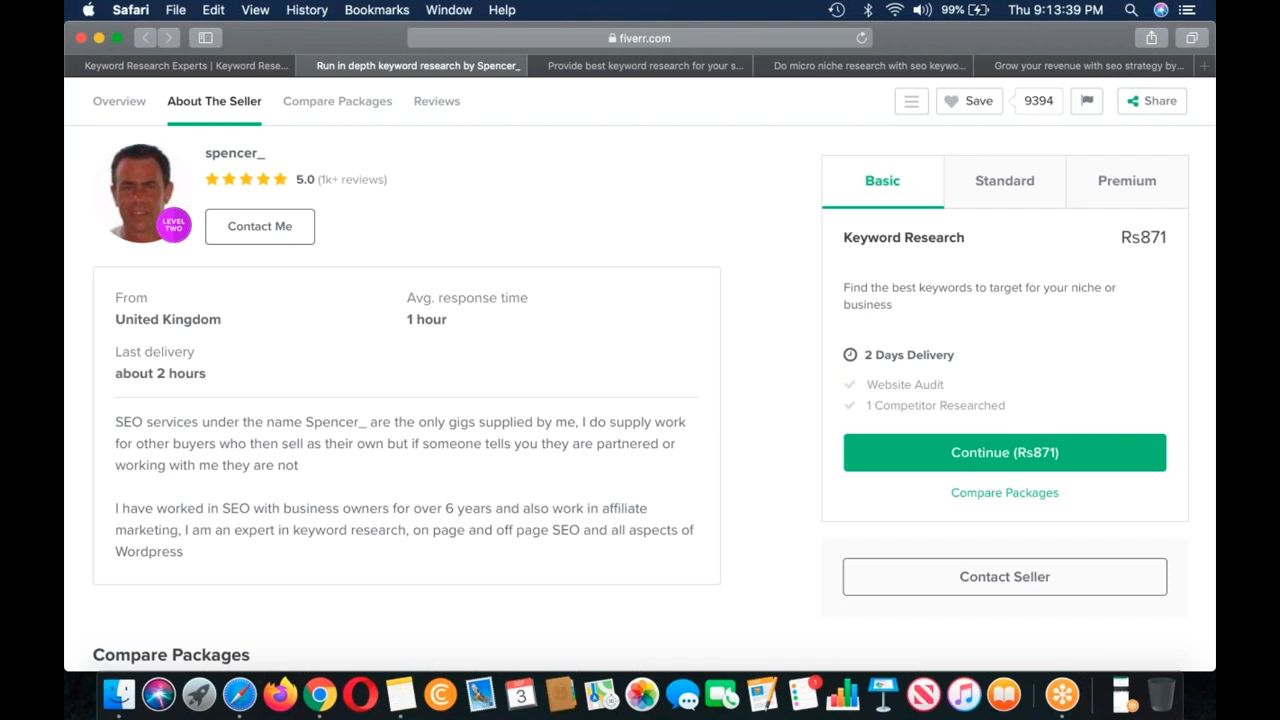 Safari File Edit View History Bookmarks Window Help 99% Thu 9:13:39 PM
fiverr.com
Keyword Research Experts | Keyword Rese... Run in depth keyword research by Spencer_ Provide best keyword research for your s... Do micro niche research with seo keywo... Grow your revenue with seo strategy by...
Overview About The Seller Compare Packages Reviews Save 9394 Share
spencer_
5.0 (1k+ reviews)
LEVEL
TWO
Contact Me
From Avg. response time
United Kingdom 1 hour
Last delivery
about 2 hours
SEO services under the name Spencer_ are the only gigs supplied by me, I do supply work
for other buyers who then sell as their own but if someone tells you they are partnered or
working with me they are not
I have worked in SEO with business owners for over 6 years and also work in affiliate
marketing, I am an expert in keyword research, on page and off page SEO and all aspects of
Wordpress
Compare Packages
Basic Standard Premium
Keyword Research Rs871
Find the best keywords to target for your niche or
business
2 Days Delivery
Website Audit
1 Competitor Researched
Continue (Rs871)
Compare Packages
Contact Seller
3
1